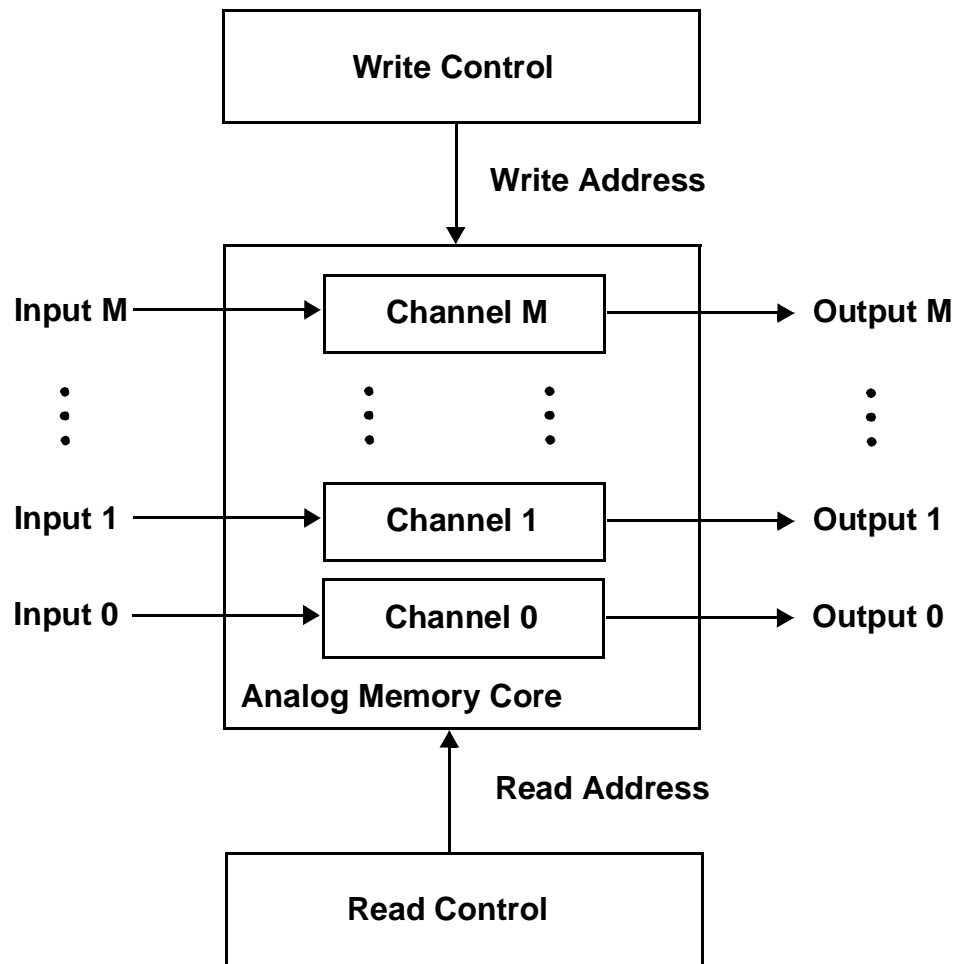 Write Control
Write Address
Input M
Channel M
Output M
Input 1
Channel 1
Output 1
Input 0
Channel 0
Output 0
Analog Memory Core
Read Address
Read Control